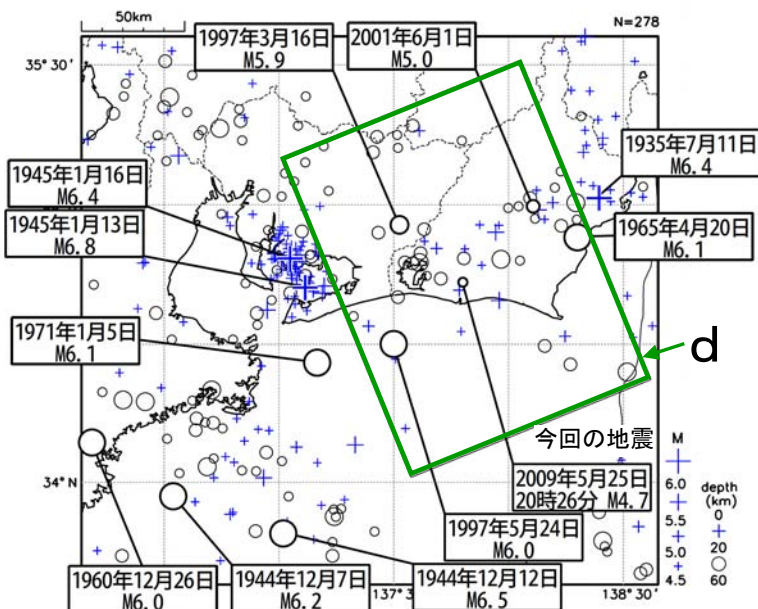 50km
N=278
1997年3月16日
M5.9
2001年6月1日
M5.0
35°30'
1935年7月11日
M6.4
1945年1月16日
M6.4
1945年1月13日
M6.8
1965年4月20日
M6.1
1971年1月5日
M6.1
d
今回の地震
2009年5月25日
20時26分 M4.7
34°N
1997年5月24日
M6.0
1960年12月26日
M6.0
1944年12月7日
M6.2
1944年12月12日
M6.5
137°3
138°30'
M
6.0
5.5
5.0
4.5
depth
(km)
0
20
60